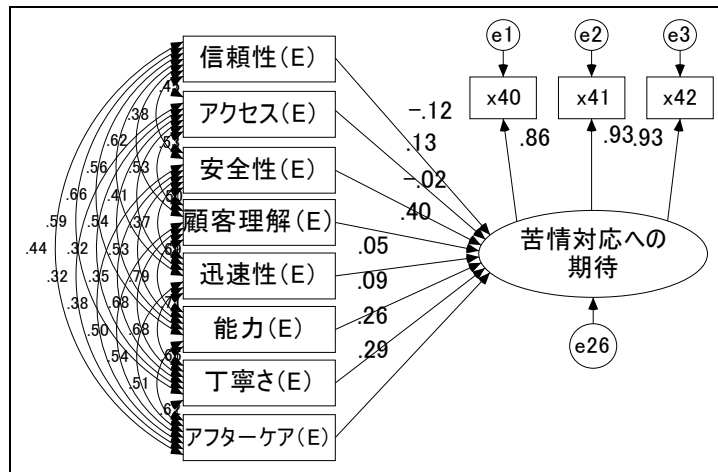 e1
e2
e3
x40
x41
x42
信頼性(E)
アクセス(E)
安全性(E)
顧客理解(E)
迅速性(E)
能力(E)
丁寧さ(E)
アフターケア(E)
-.12
.13
-.02
.40
.05
.09
.26
.29
.86
.93
.93
苦情対応への
期待
e26
.38
.62
.56
.53
.66
.41
.59
.54
.37
.44
.32
.53
.32
.35
.79
.38
.68
.50
.68
.54
.51